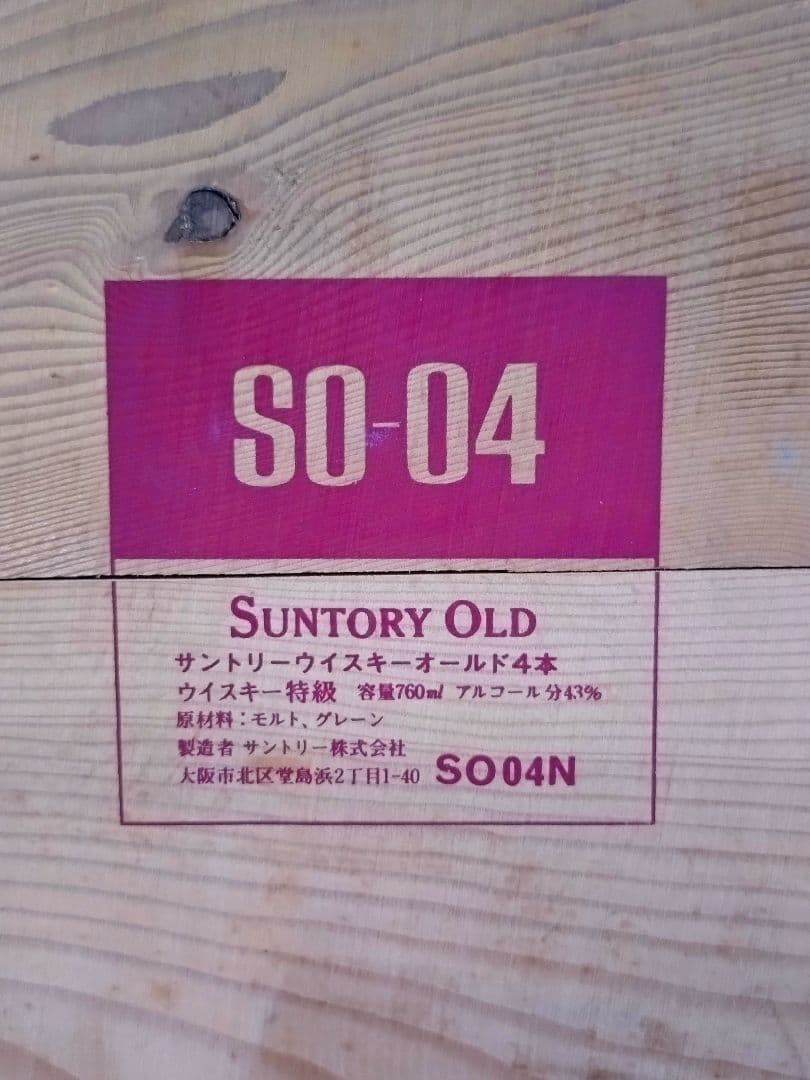 SO-04
SUNTORY OLD
サントリーウイスキーオールド4本
ウイスキー特級 容量760ml アルコール分43%
原材料:モルト、グレーン
製造者 サントリー株式会社
大阪市北区堂島浜2丁目1-40 SO04N